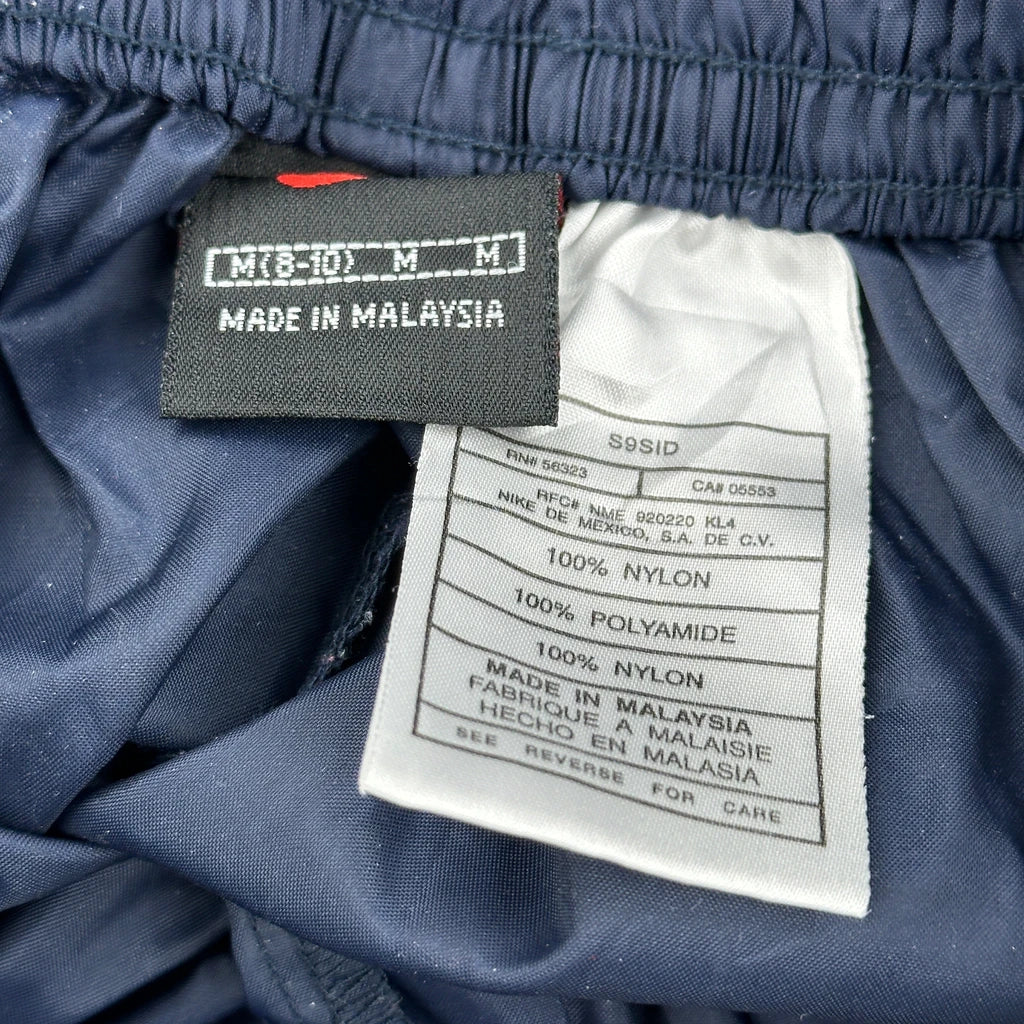 M(8-10) M M
MADE IN MALAYSIA
S9SID
RN# 56323 CA# 05553
RFC# NME 920220 KL4
NIKE DE MEXICO, S.A. DE C.V.
100% NYLON
100% POLYAMIDE
100% NYLON
MADE IN MALAYSIA
FABRIQUE A MALAISIE
HECHO EN MALASIA
SEE REVERSE FOR CARE